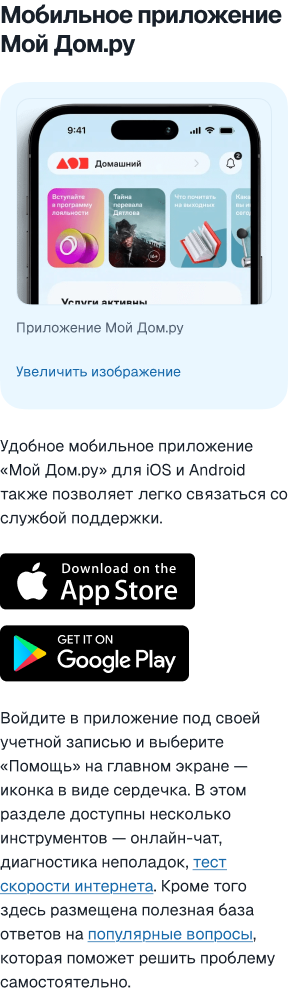 Мобильное приложение
Мой Дом.ру
9:41
2
ДОМ
Домашний
Вступайте
в программу
лояльности
Тайна
перевала
Дятлова
16+
Что почитать
на выходных
Услуги активны
Приложение Мой Дом.ру
Увеличить изображение
Удобное мобильное приложение
«Мой Дом.ру» для iOS и Android
также позволяет легко связаться со
службой поддержки.
Download on the
App Store
GET IT ON
Google Play
Войдите в приложение под своей
учетной записью и выберите
«Помощь» на главном экране —
иконка в виде сердечка. В этом
разделе доступны несколько
инструментов — онлайн-чат,
диагностика неполадок, тест
скорости интернета. Кроме того
здесь размещена полезная база
ответов на популярные вопросы,
которая поможет решить проблему
самостоятельно.